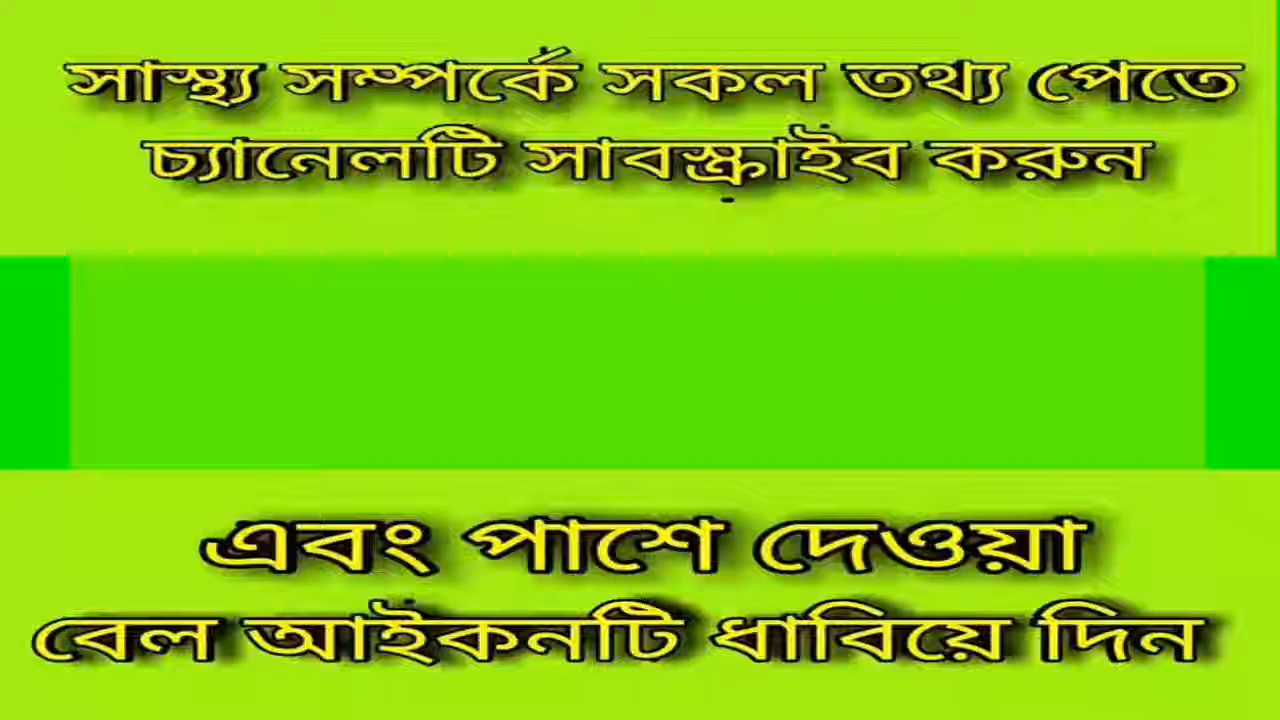 সাস্থ্য সম্পর্কে সকল তথ্য পেতে
চ্যানেলটি সাবস্ক্রাইব করুন
এবং পাশে দেওয়া
বেল আইকনটি ধাবিয়ে দিন